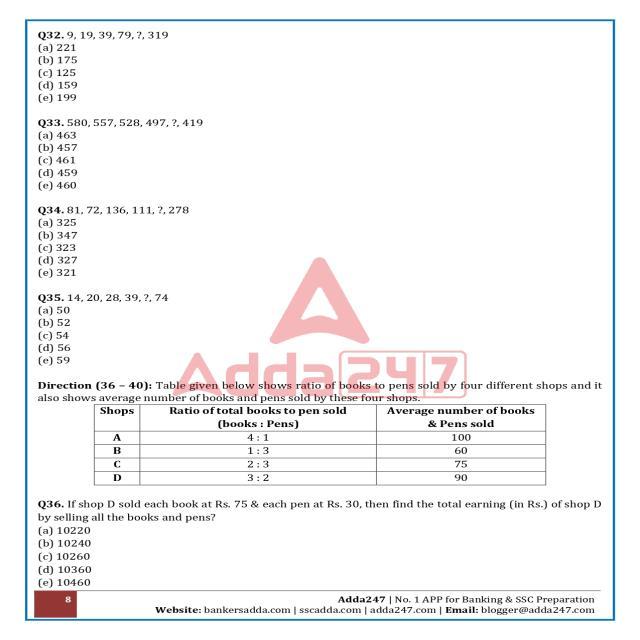 Q32. 9, 19, 39, 79, ?, 319
(a) 221
(b) 175
(c) 125
(d) 159
(e) 199
Q33. 580, 557, 528, 497, ?, 419
(a) 463
(b) 457
(c) 461
(d) 459
(e) 460
Q34. 81, 72, 136, 111, ?, 278
(a) 325
(b) 347
(c) 323
(d) 327
(e) 321
Q35. 14, 20, 28, 39, ?, 74
(a) 50
(b) 52
(c) 54
(d) 56
(e) 59
Adda247
Direction (36 – 40): Table given below shows ratio of books to pens sold by four different shops and it
also shows average number of books and pens sold by these four shops.
Shops Ratio of total books to pen sold (books : Pens) Average number of books & Pens sold
A 4 : 1 100
B 1 : 3 60
C 2 : 3 75
D 3 : 2 90
Q36. If shop D sold each book at Rs. 75 & each pen at Rs. 30, then find the total earning (in Rs.) of shop D
by selling all the books and pens?
(a) 10220
(b) 10240
(c) 10260
(d) 10360
(e) 10460
8 Adda247 | No. 1 APP for Banking & SSC Preparation
Website: bankersadda.com | sscadda.com | adda247.com | Email: blogger@adda247.com